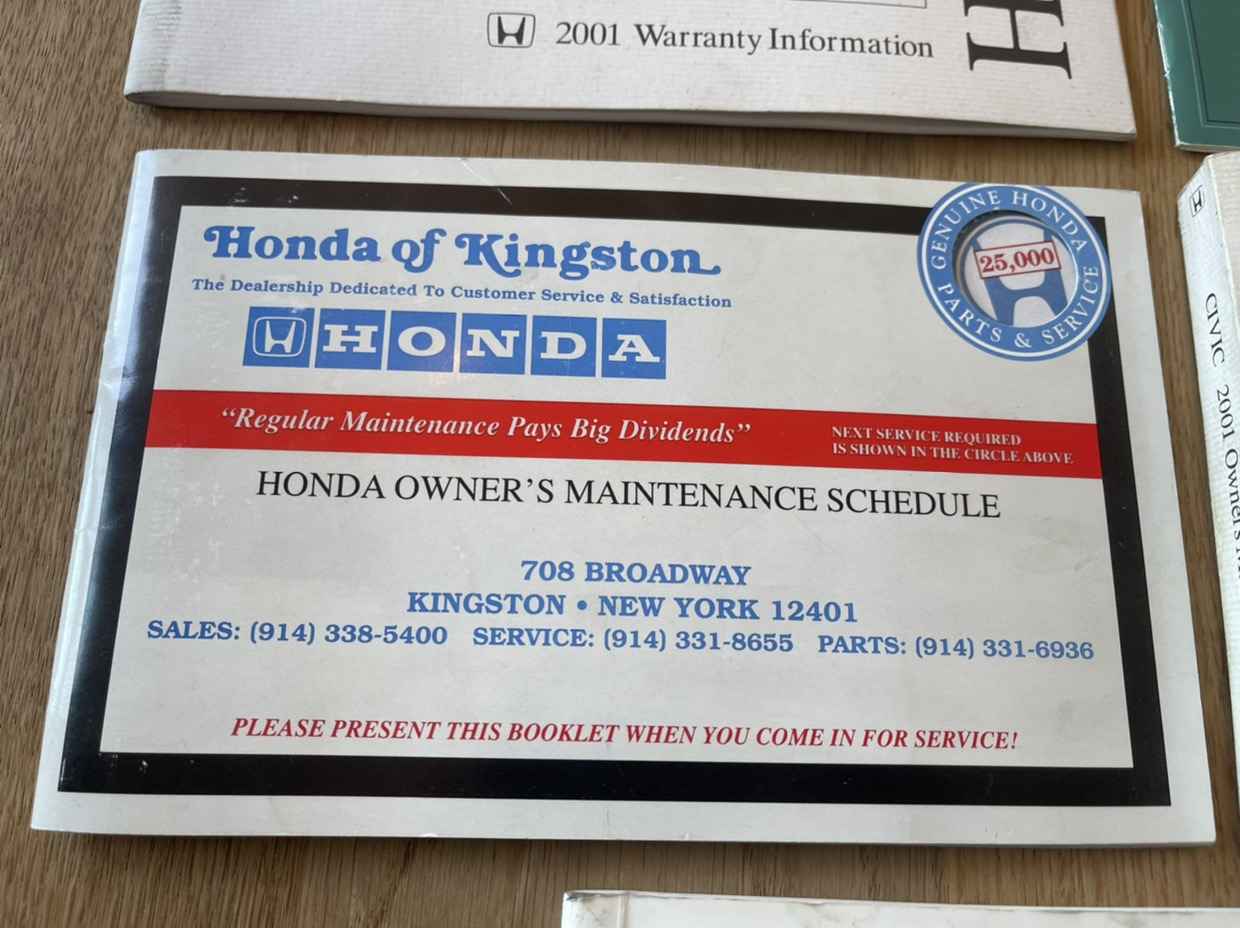 2001 Warranty Information
H
Honda of Kingston
The Dealership Dedicated To Customer Service & Satisfaction
HONDA
GENUINE HONDA
25,000
PARTS & SERVICE
“Regular Maintenance Pays Big Dividends”
NEXT SERVICE REQUIRED
IS SHOWN IN THE CIRCLE ABOVE
HONDA OWNER’S MAINTENANCE SCHEDULE
708 BROADWAY
KINGSTON • NEW YORK 12401
SALES: (914) 338-5400 SERVICE: (914) 331-8655 PARTS: (914) 331-6936
PLEASE PRESENT THIS BOOKLET WHEN YOU COME IN FOR SERVICE!
CIVIC 2001 Owner's